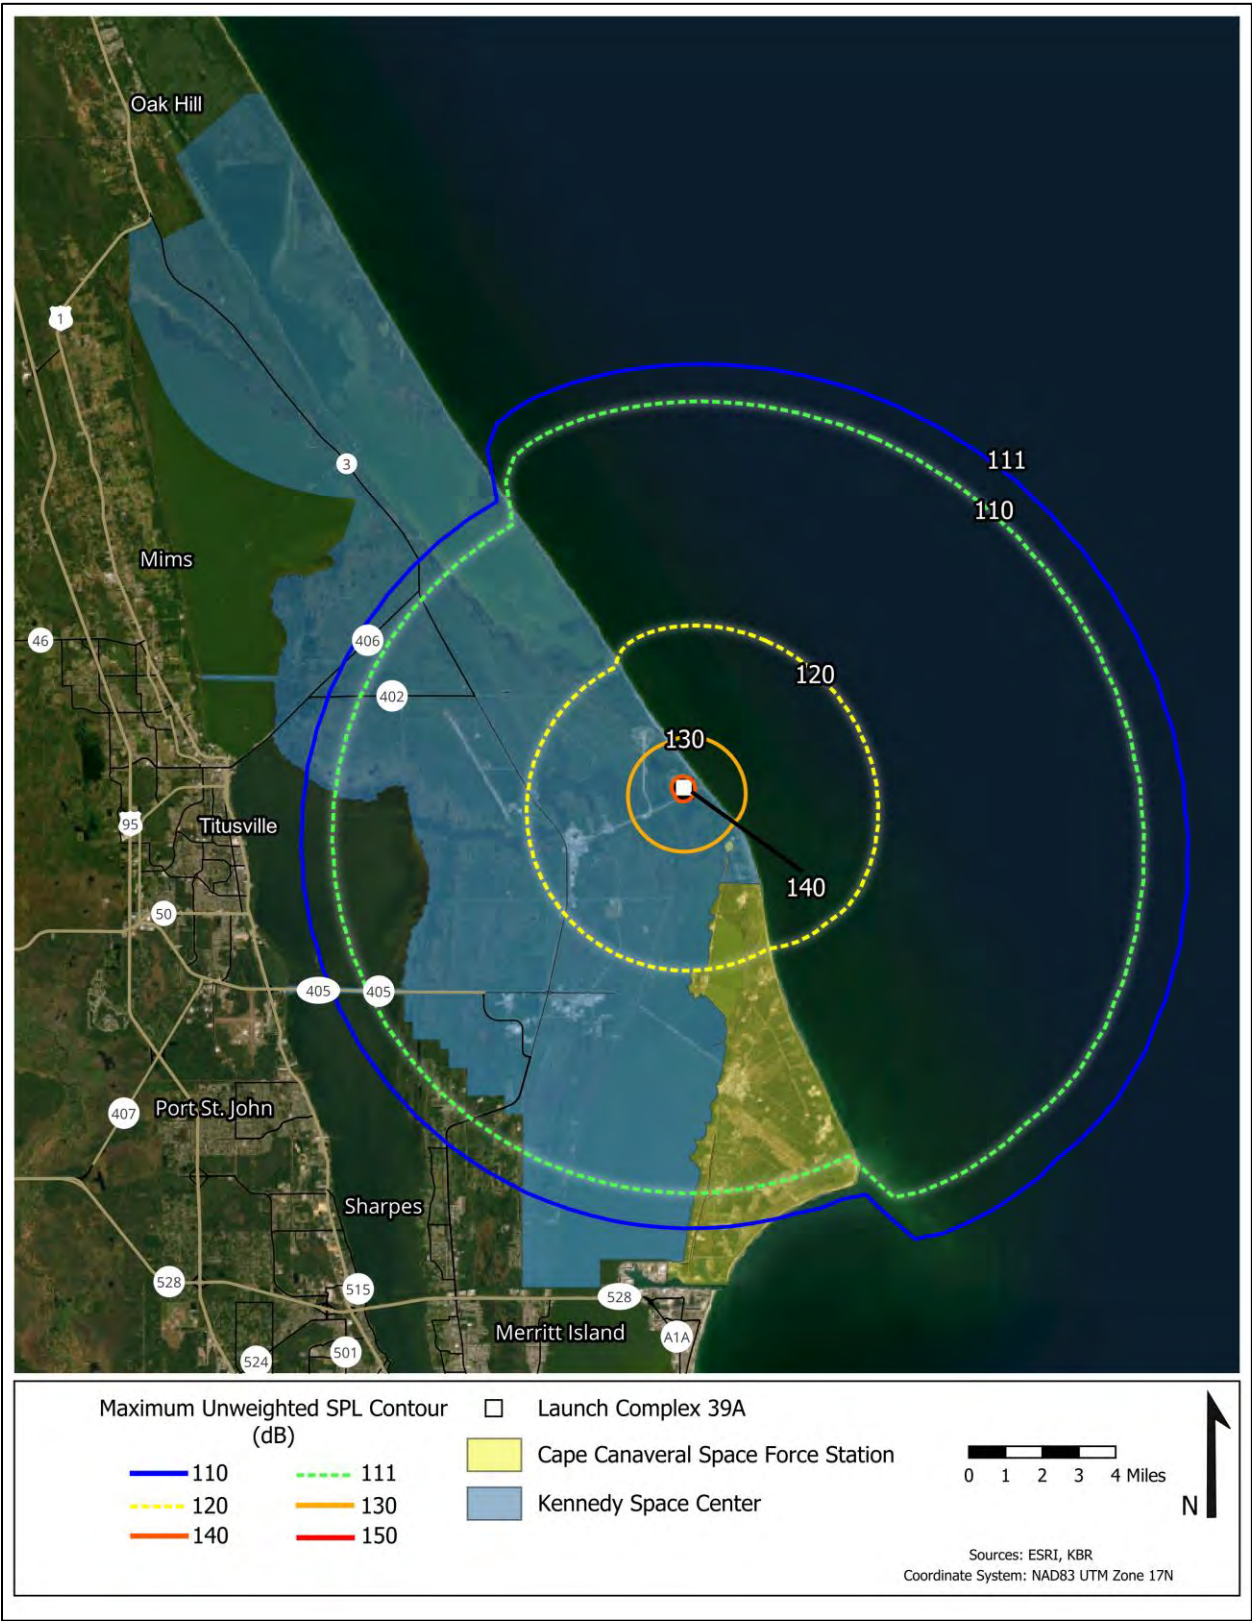 Oak Hill
1
3
111
110
Mims
46
406
120
402
130
95
Titusville
140
50
405
405
407
Port St. John
Sharpes
528
515
528
Merritt Island
A1A
501
524
Maximum Unweighted SPL Contour
(dB)
110
111
120
130
140
150
Launch Complex 39A
Cape Canaveral Space Force Station
Kennedy Space Center
0 1 2 3 4 Miles
N
Sources: ESRI, KBR
Coordinate System: NAD83 UTM Zone 17N